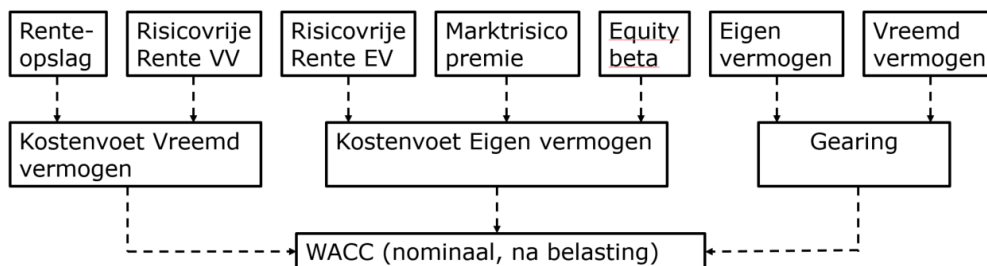 Rente-
opslag
Risicovrije
Rente VV
Risicovrije
Rente EV
Marktrisico
premie
Equity
beta
Eigen
vermogen
Vreemd
vermogen
Kostenvoet Vreemd
vermogen
Kostenvoet Eigen vermogen
Gearing
WACC (nominaal, na belasting)